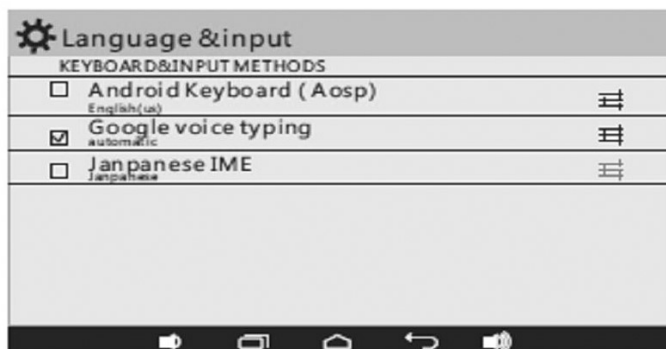 Language &input
KEYBOARD&INPUT METHODS
Android Keyboard ( Aosp)
English(us)
Google voice typing
automatic
Janpanese IME
Janpanese